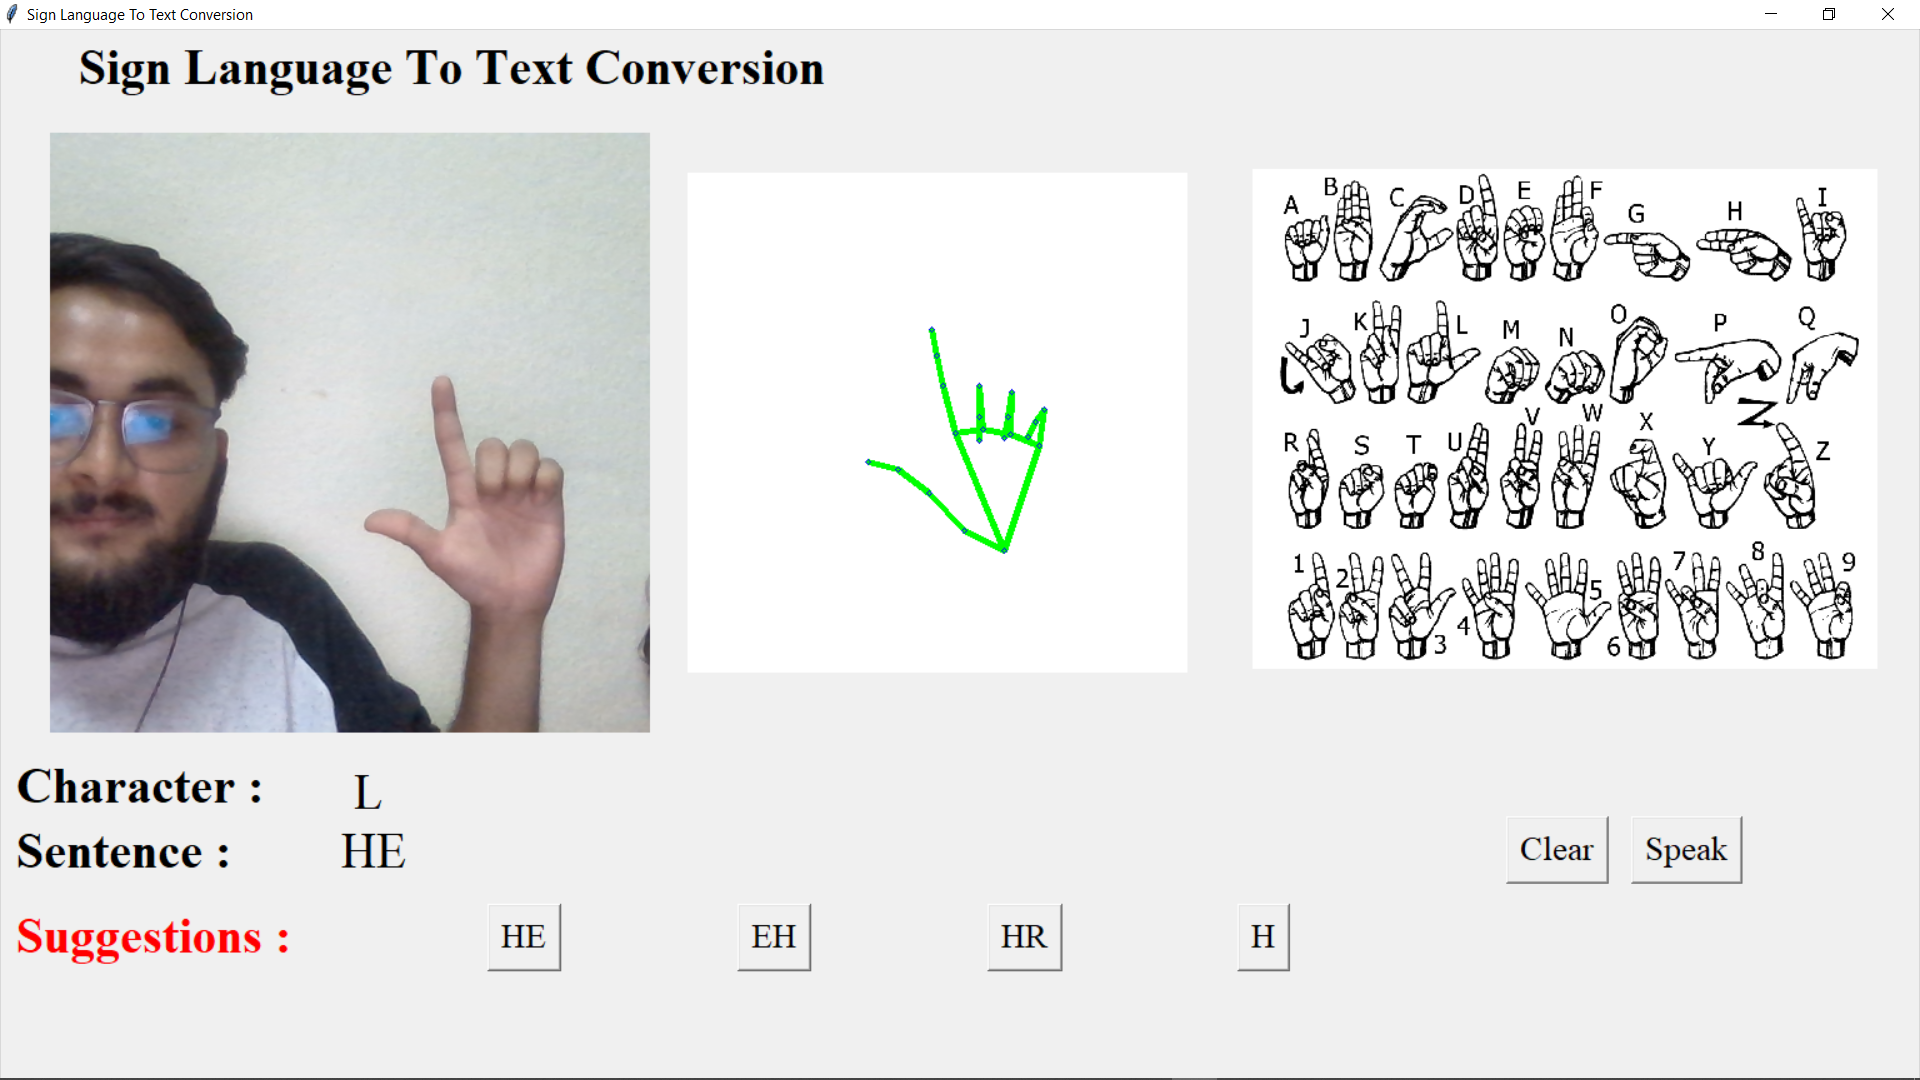 Sign Language To Text Conversion
Sign Language To Text Conversion
A B C D E F G H I
J K L M N O P Q
R S T U V W X Y Z
1 2 3 4 5 6 7 8 9
Character : L
Sentence : HE
Clear Speak
Suggestions : HE EH HR H